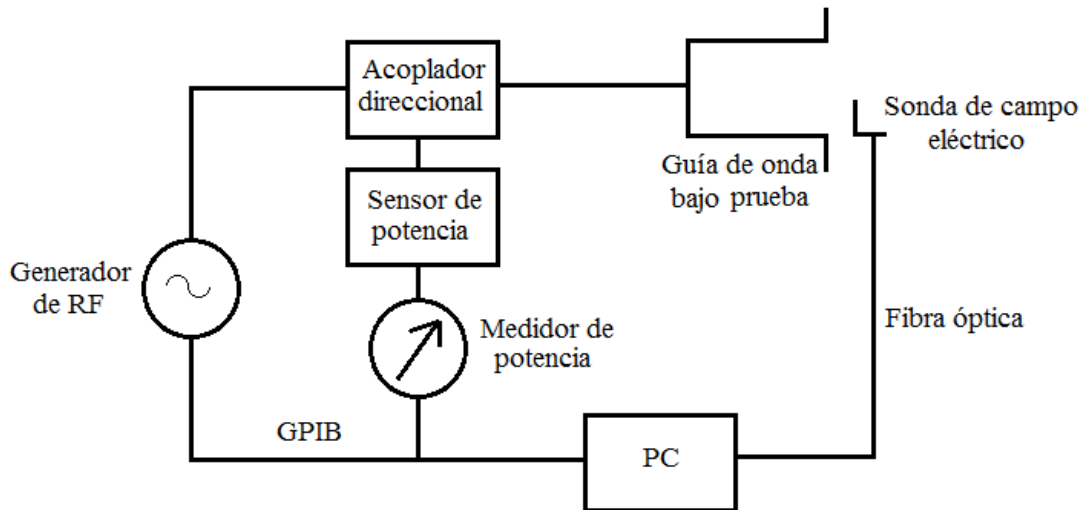 Acoplador
direccional
Sonda de campo
eléctrico
Guía de onda
bajo prueba
Sensor de
potencia
Generador
de RF
Medidor de
potencia
Fibra óptica
GPIB
PC